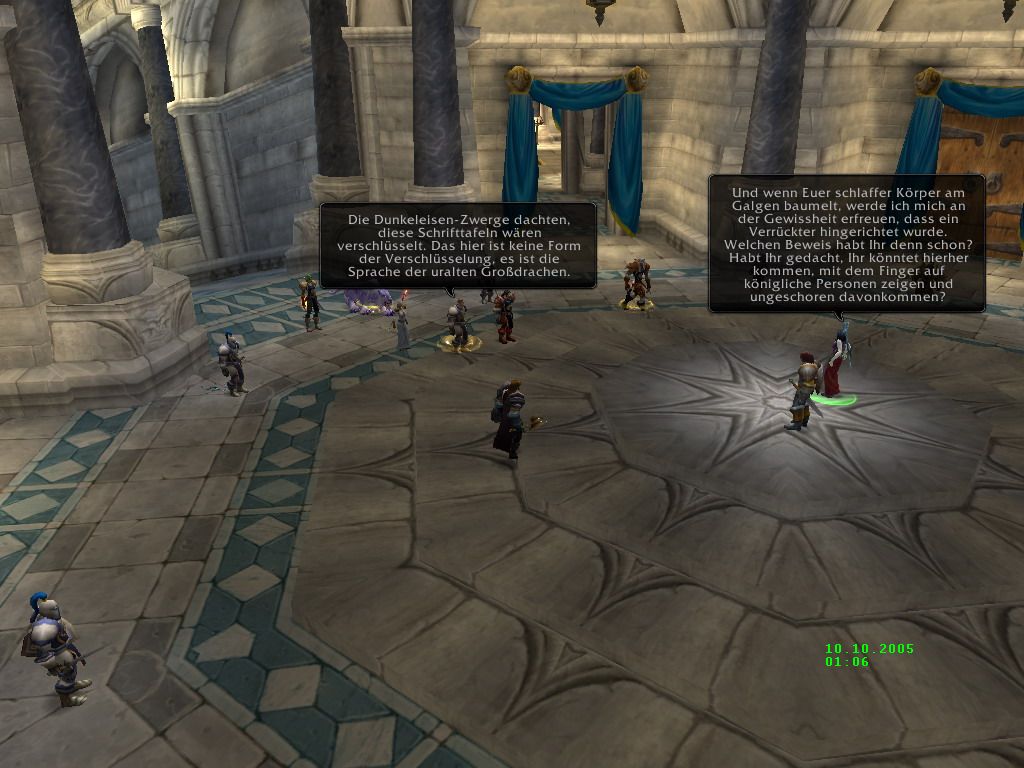 Die Dunkeleisen-Zwerge dachten,
diese Schrifttafeln wären
verschlüsselt. Das hier ist keine Form
der Verschlüsselung, es ist die
Sprache der uralten Großdrachen.
Und wenn Euer schlaffer Körper am
Galgen baumelt, werde ich mich an
der Gewissheit erfreuen, dass ein
Verrückter hingerichtet wurde.
Welchen Beweis habt Ihr denn schon?
Habt Ihr gedacht, Ihr könntet hierher
kommen, mit dem Finger auf
königliche Personen zeigen und
ungeschoren davonkommen?
10.10.2005
01:06